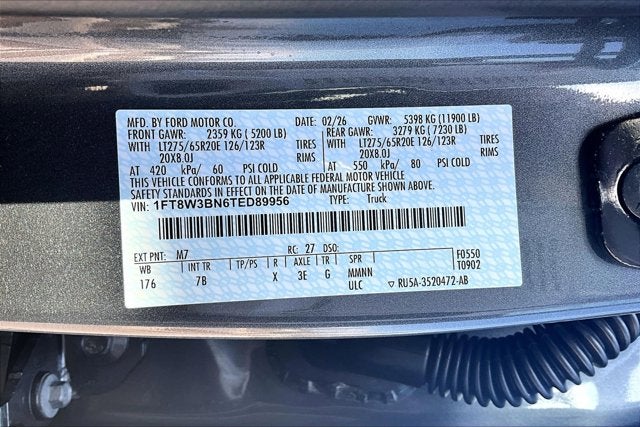 MFD. BY FORD MOTOR CO. DATE: 02/26 GVWR: 5398 KG (11900 LB)
FRONT GAWR: 2359 KG (5200 LB) REAR GAWR: 3279 KG (7230 LB)
WITH LT275/65R20E 126/123R TIRES WITH LT275/65R20E 126/123R TIRES
20X8.0J RIMS 20X8.0J RIMS
AT 420 kPa/ 60 PSI COLD AT 550 kPa/ 80 PSI COLD
THIS VEHICLE CONFORMS TO ALL APPLICABLE FEDERAL MOTOR VEHICLE
SAFETY STANDARDS IN EFFECT ON THE DATE OF MANUFACTURE SHOWN ABOVE.
VIN: 1FT8W3BN6TED89956 TYPE: Truck
EXT PNT: M7 RC: 27 DSO: F0550
WB INT TR TP/PS R AXLE TR SPR T0902
176 7B X 3E G MMNN
ULC ▽ RU5A-3520472-AB